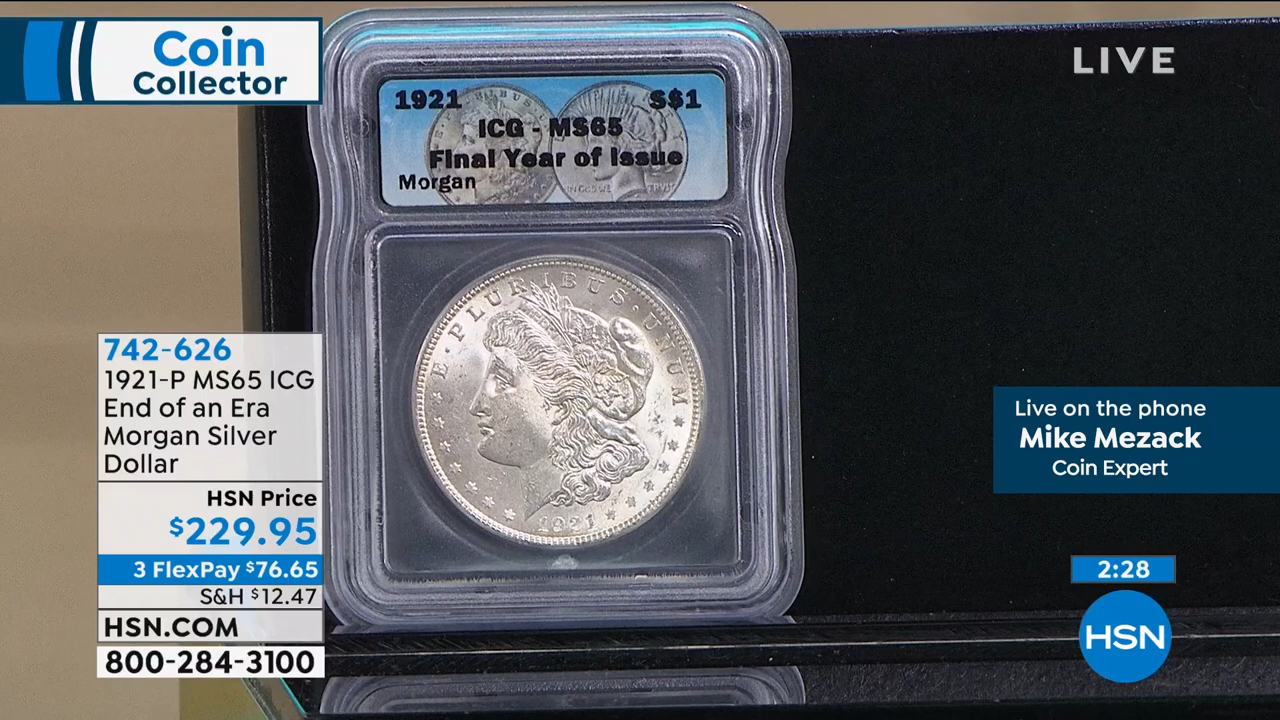 Coin
Collector
LIVE
1921 S$1
ICG - MS65
Final Year of Issue
Morgan
E · PLURIBUS · UNUM
1921
742-626
1921-P MS65 ICG
End of an Era
Morgan Silver
Dollar
HSN Price
$229.95
3 FlexPay $76.65
S&H $12.47
HSN.COM
800-284-3100
Live on the phone
Mike Mezack
Coin Expert
2:28
HSN